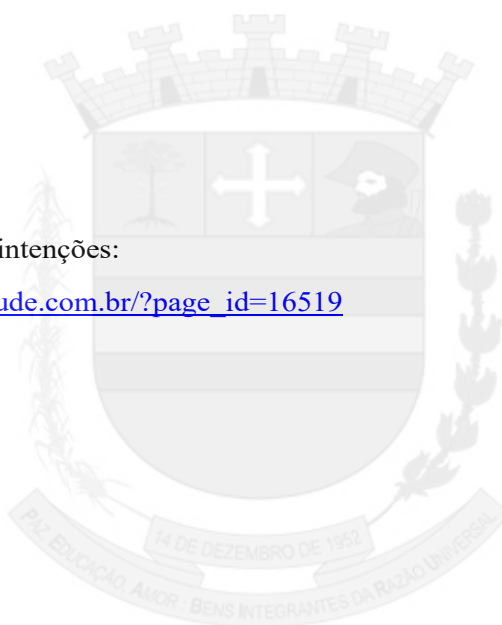 intenções:
ude.com.br/?page_id=16519
14 DE DEZEMBRO DE 1952
PAZ, EDUCAÇÃO, AMOR · BENS INTEGRANTES DA RAZÃO UNIVERSAL